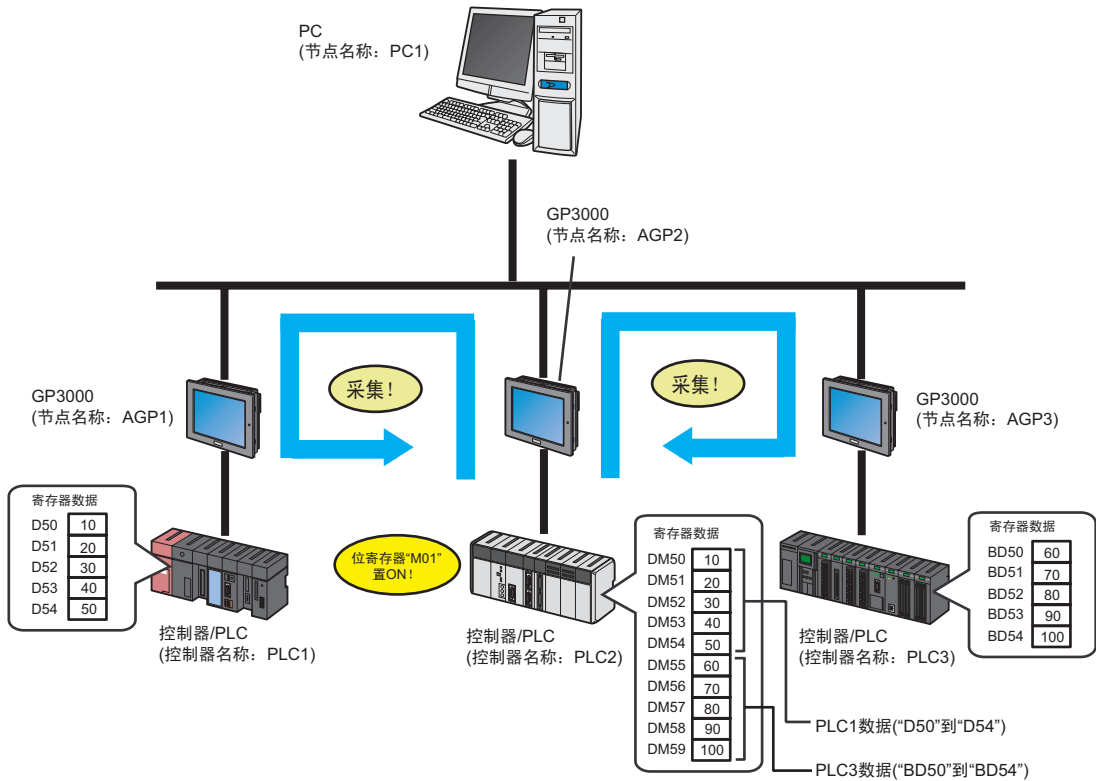 PC
(节点名称：PC1)
GP3000
(节点名称：AGP2)
采集！
采集！
GP3000
(节点名称：AGP1)
GP3000
(节点名称：AGP3)
寄存器数据
D50 10
D51 20
D52 30
D53 40
D54 50
控制器/PLC
(控制器名称：PLC1)
位寄存器“M01”
置ON！
控制器/PLC
(控制器名称：PLC2)
寄存器数据
DM50 10
DM51 20
DM52 30
DM53 40
DM54 50
DM55 60
DM56 70
DM57 80
DM58 90
DM59 100
控制器/PLC
(控制器名称：PLC3)
寄存器数据
BD50 60
BD51 70
BD52 80
BD53 90
BD54 100
PLC1数据(“D50”到“D54”)
PLC3数据(“BD50”到“BD54”)